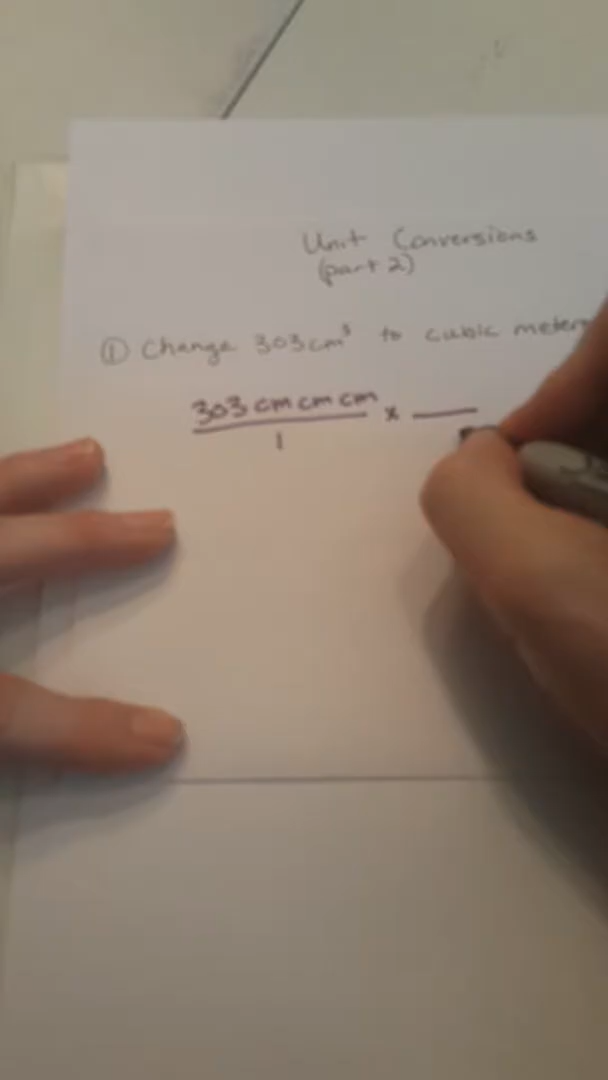 Unit Conversions
(part 2)
① Change 303cm³ to cubic meters
303 cm cm cm x
1